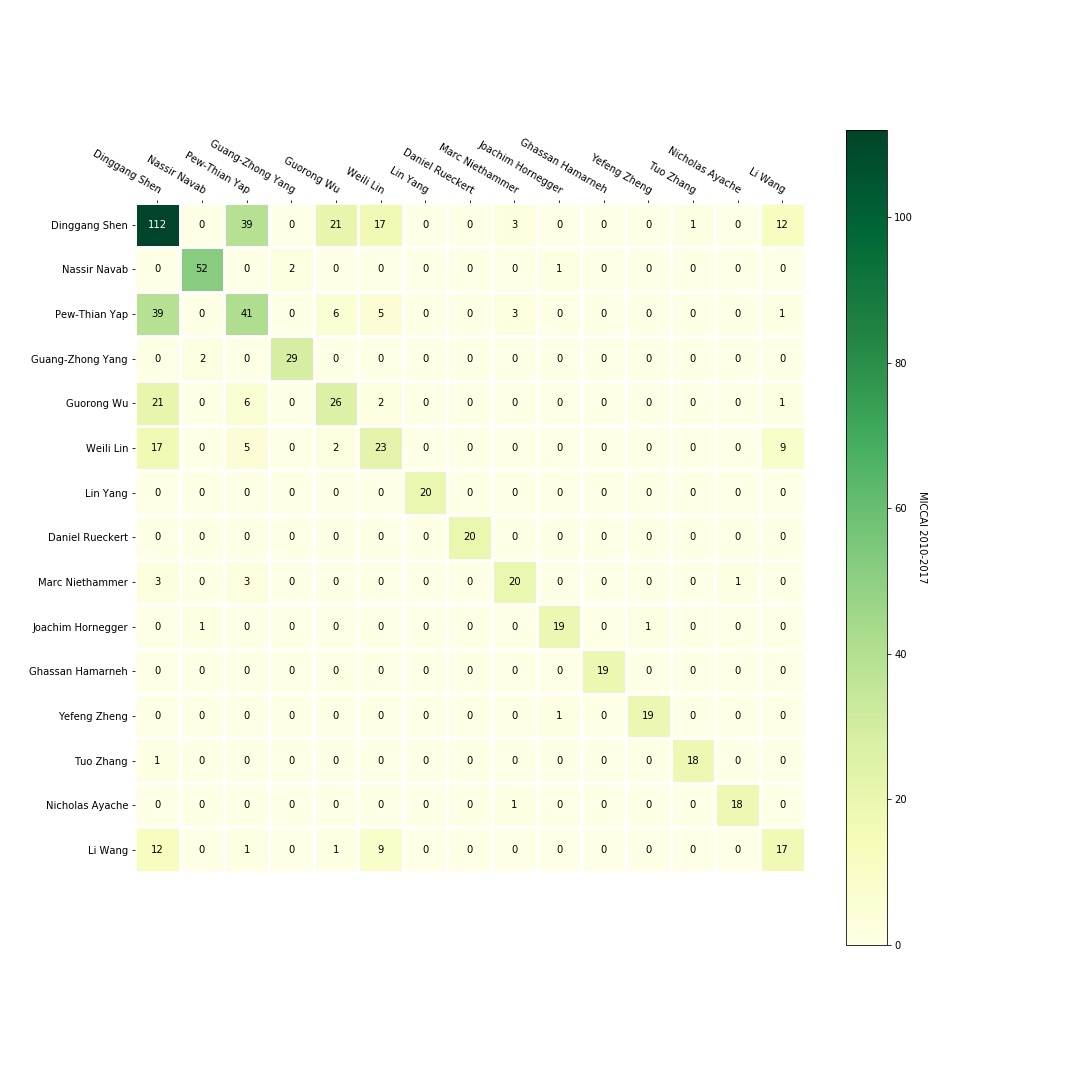 Dinggang Shen
Nassir Navab
Pew-Thian Yap
Guang-Zhong Yang
Guorong Wu
Weili Lin
Lin Yang
Daniel Rueckert
Marc Niethammer
Joachim Hornegger
Ghassan Hamarneh
Yefeng Zheng
Tuo Zhang
Nicholas Ayache
Li Wang
Dinggang Shen 112 0 39 0 21 17 0 0 3 0 0 0 1 0 12
Nassir Navab 0 52 0 2 0 0 0 0 0 1 0 0 0 0 0
Pew-Thian Yap 39 0 41 0 6 5 0 0 3 0 0 0 0 0 1
Guang-Zhong Yang 0 2 0 29 0 0 0 0 0 0 0 0 0 0 0
Guorong Wu 21 0 6 0 26 2 0 0 0 0 0 0 0 0 1
Weili Lin 17 0 5 0 2 23 0 0 0 0 0 0 0 0 9
Lin Yang 0 0 0 0 0 0 20 0 0 0 0 0 0 0 0
Daniel Rueckert 0 0 0 0 0 0 0 20 0 0 0 0 0 0 0
Marc Niethammer 3 0 3 0 0 0 0 0 20 0 0 0 0 1 0
Joachim Hornegger 0 1 0 0 0 0 0 0 0 19 0 1 0 0 0
Ghassan Hamarneh 0 0 0 0 0 0 0 0 0 0 19 0 0 0 0
Yefeng Zheng 0 0 0 0 0 0 0 0 0 1 0 19 0 0 0
Tuo Zhang 1 0 0 0 0 0 0 0 0 0 0 0 18 0 0
Nicholas Ayache 0 0 0 0 0 0 0 0 1 0 0 0 0 18 0
Li Wang 12 0 1 0 1 9 0 0 0 0 0 0 0 0 17
100
80
60
40
20
0
MICCAI 2010-2017